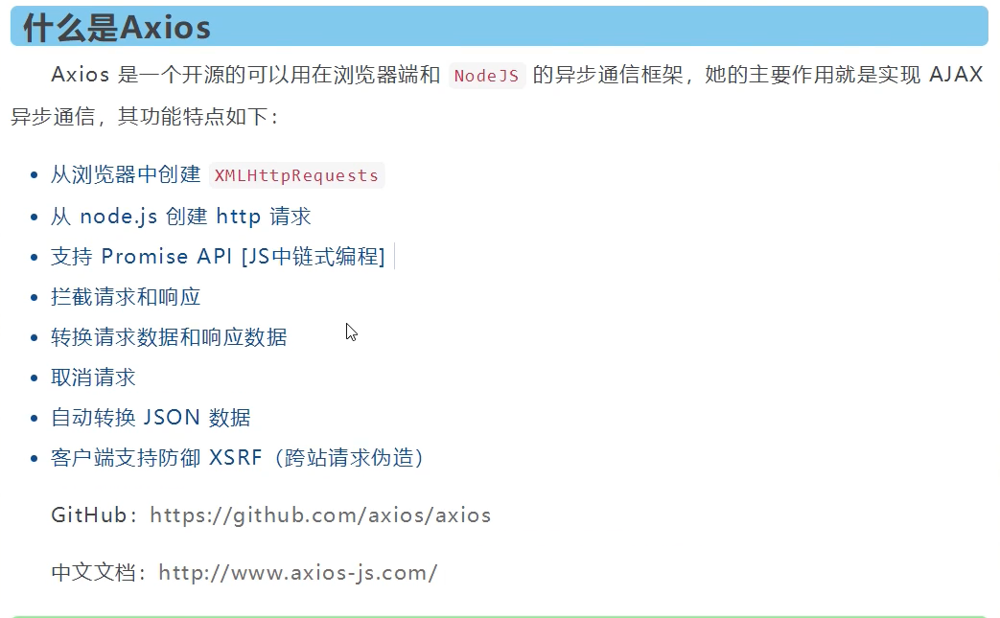 什么是Axios
Axios 是一个开源的可以用在浏览器端和 NodeJS 的异步通信框架，她的主要作用就是实现 AJAX
异步通信，其功能特点如下：
• 从浏览器中创建 XMLHttpRequests
• 从 node.js 创建 http 请求
• 支持 Promise API [JS中链式编程]
• 拦截请求和响应
• 转换请求数据和响应数据
• 取消请求
• 自动转换 JSON 数据
• 客户端支持防御 XSRF（跨站请求伪造）
GitHub：https://github.com/axios/axios
中文文档：http://www.axios-js.com/